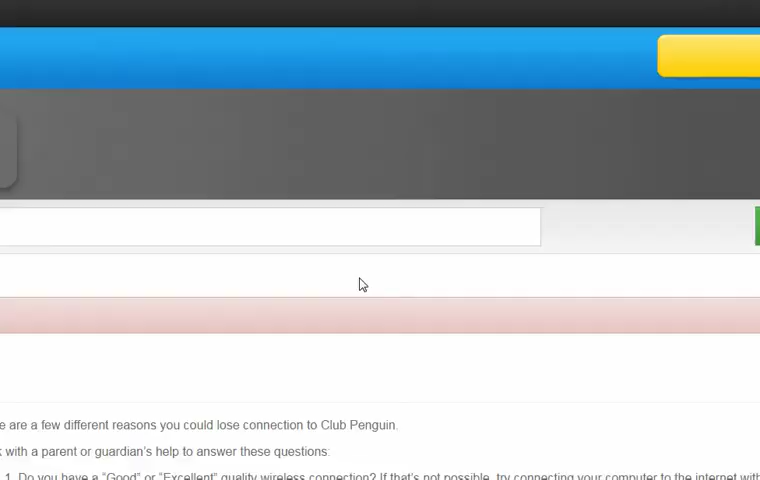 e are a few different reasons you could lose connection to Club Penguin.
k with a parent or guardian's help to answer these questions:
1. Do you have a “Good” or “Excellent” quality wireless connection? If that's not possible, try connecting your computer to the internet with